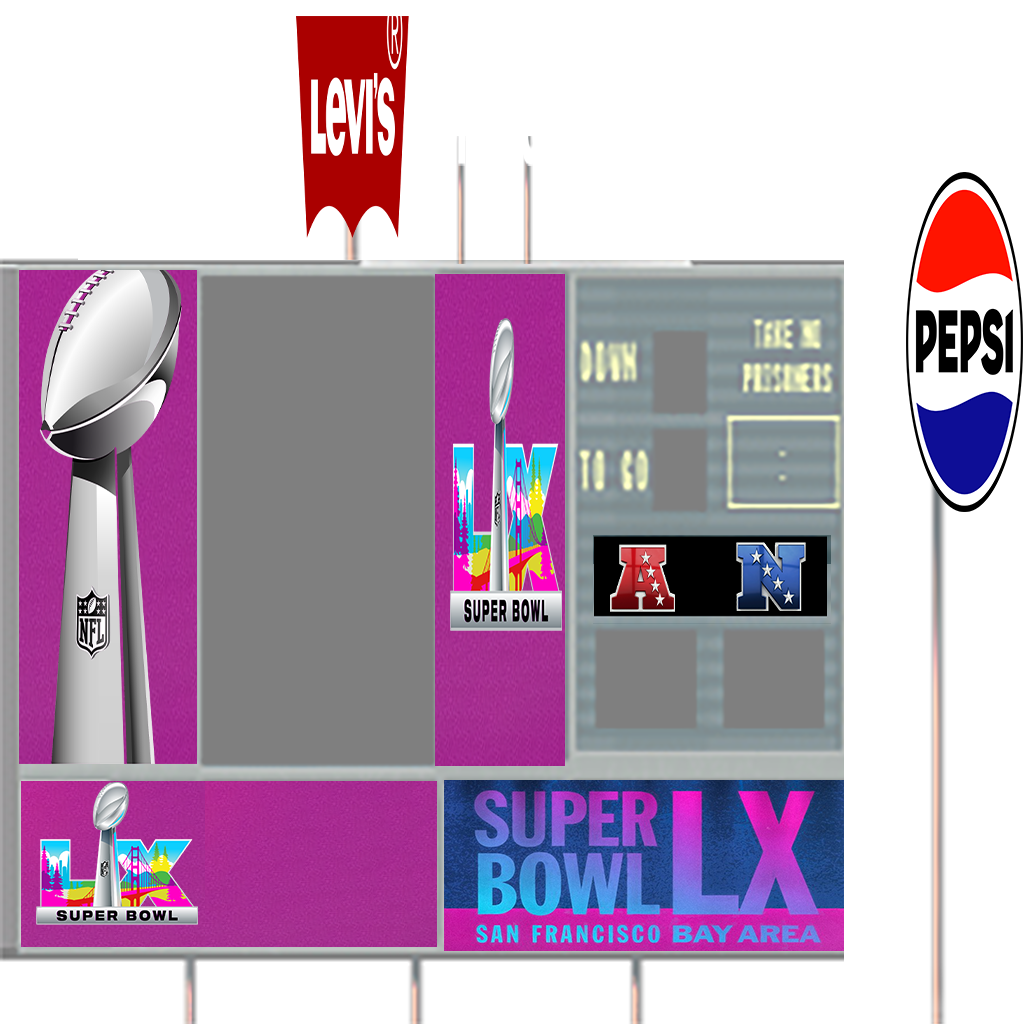 LEVI'S®
PEPSI
DOWN
TAKE NO
PRISONERS
TO GO
:
NFL
LX
SUPER BOWL
A N
LX
SUPER BOWL
SUPER
BOWL
LX
SAN FRANCISCO BAY AREA